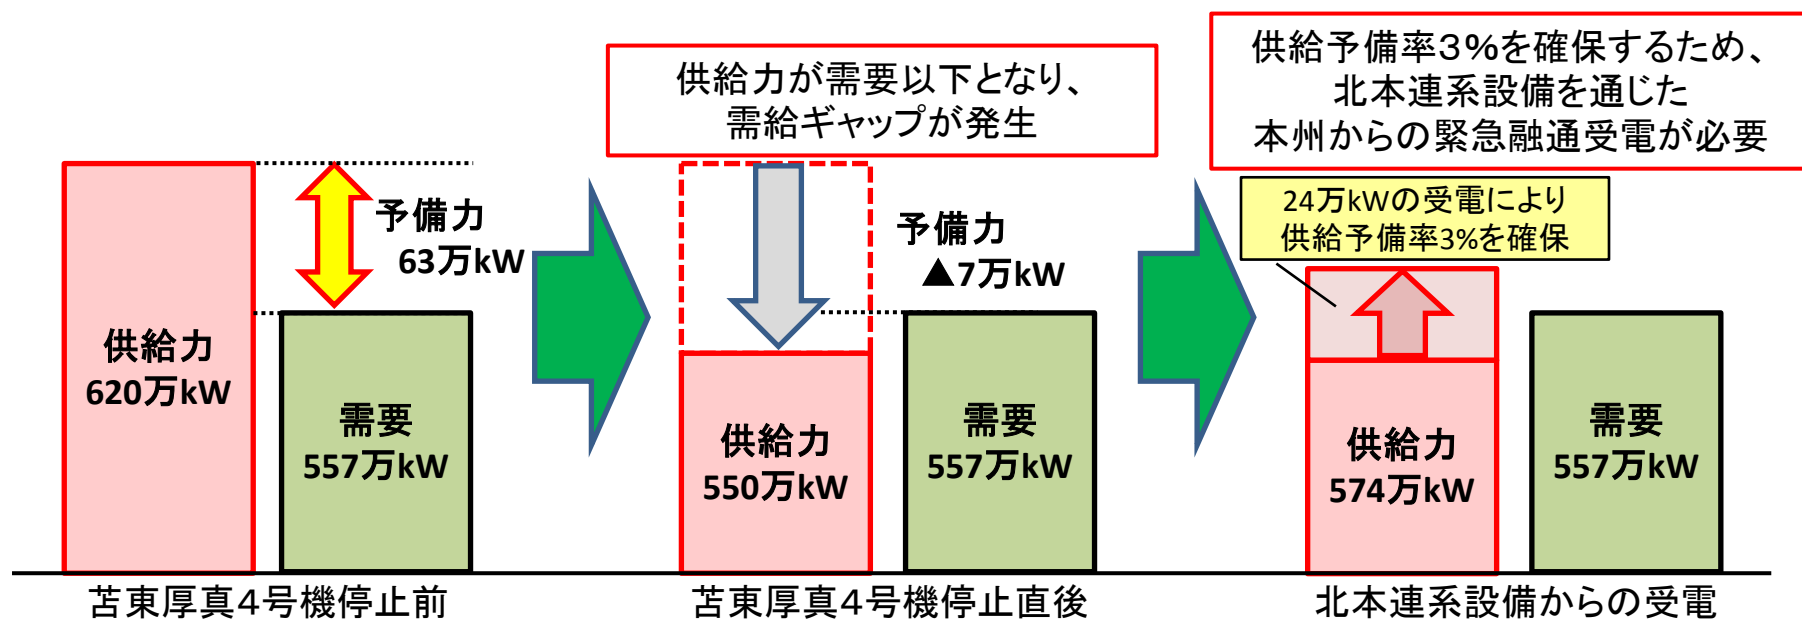 供給力が需要以下となり、
需給ギャップが発生
供給予備率３%を確保するため、
北本連系設備を通じた
本州からの緊急融通受電が必要
24万kWの受電により
供給予備率3%を確保
予備力
63万kW
予備力
▲7万kW
供給力
620万kW
需要
557万kW
供給力
550万kW
需要
557万kW
供給力
574万kW
需要
557万kW
苫東厚真４号機停止前
苫東厚真４号機停止直後
北本連系設備からの受電